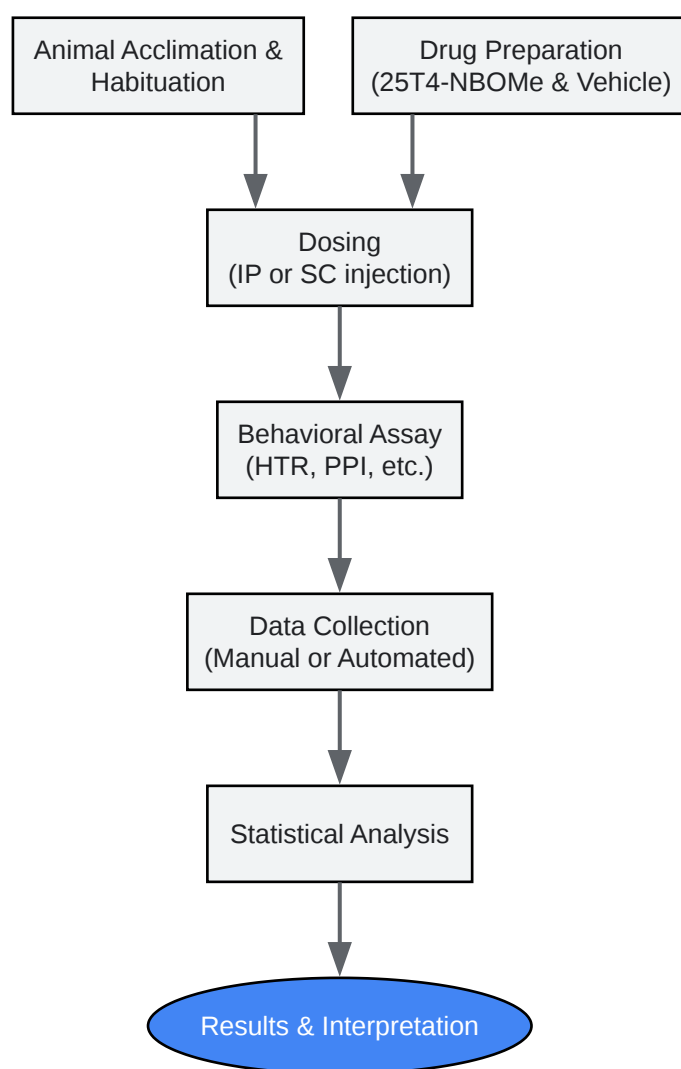 Animal Acclimation &
Habituation
Drug Preparation
(25T4-NBOMe & Vehicle)
Dosing
(IP or SC injection)
Behavioral Assay
(HTR, PPI, etc.)
Data Collection
(Manual or Automated)
Statistical Analysis
Results & Interpretation